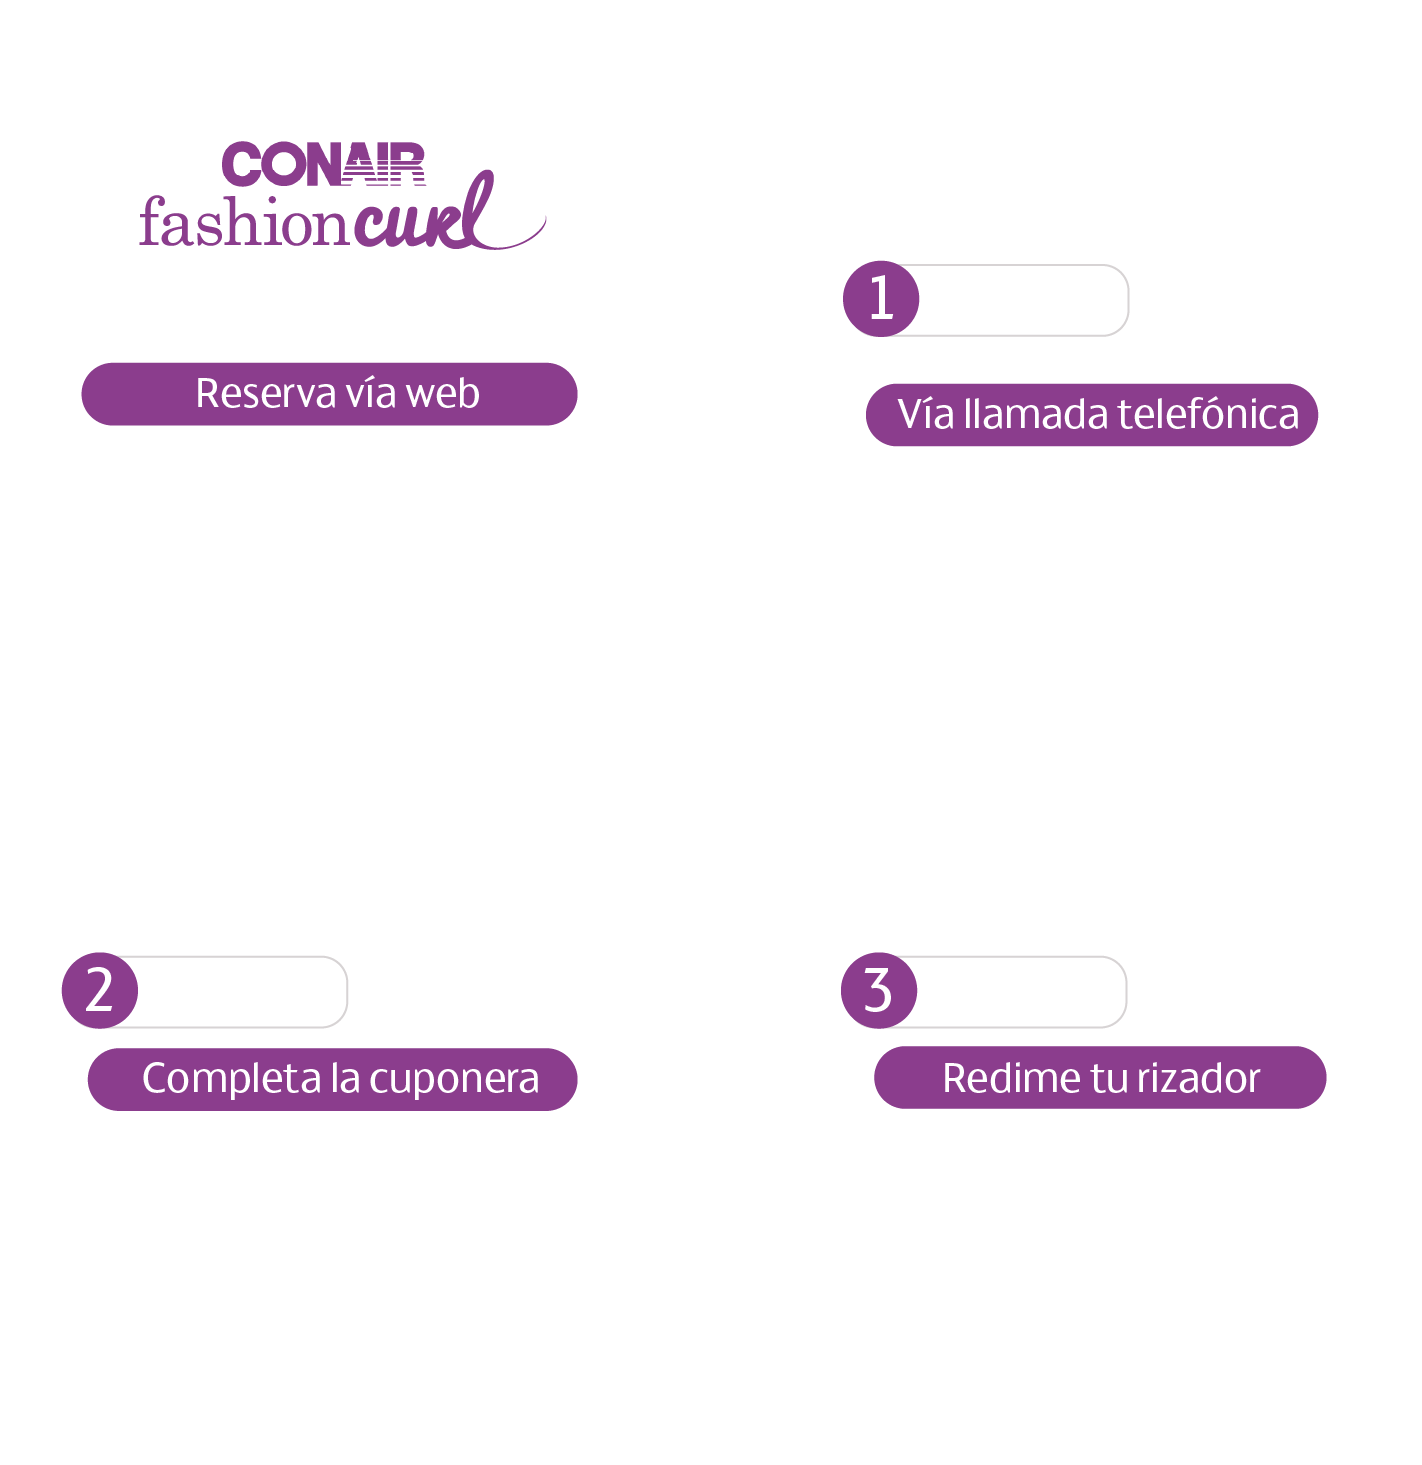 CONAIR
fashion curl
Reserva vía web
1
Vía llamada telefónica
2
Completa la cuponera
3
Redime tu rizador